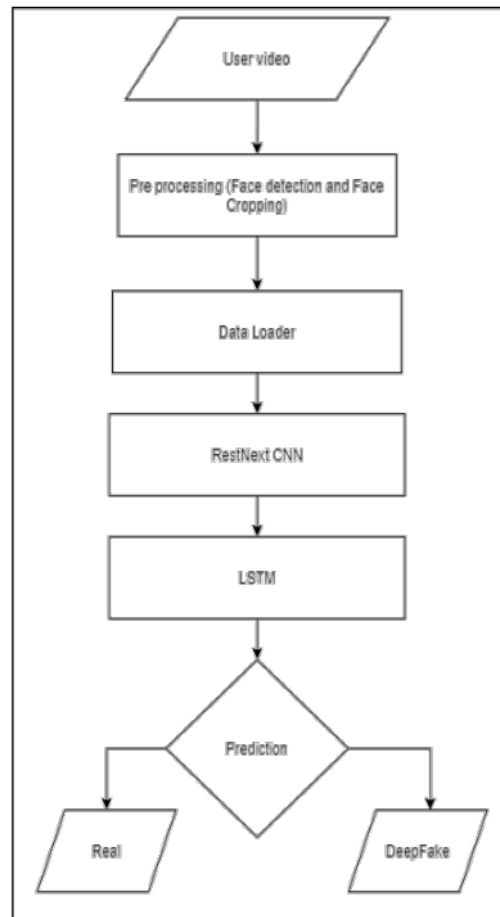 User video
Pre processing (Face detection and Face
Cropping)
Data Loader
RestNext CNN
LSTM
Prediction
Real
DeepFake